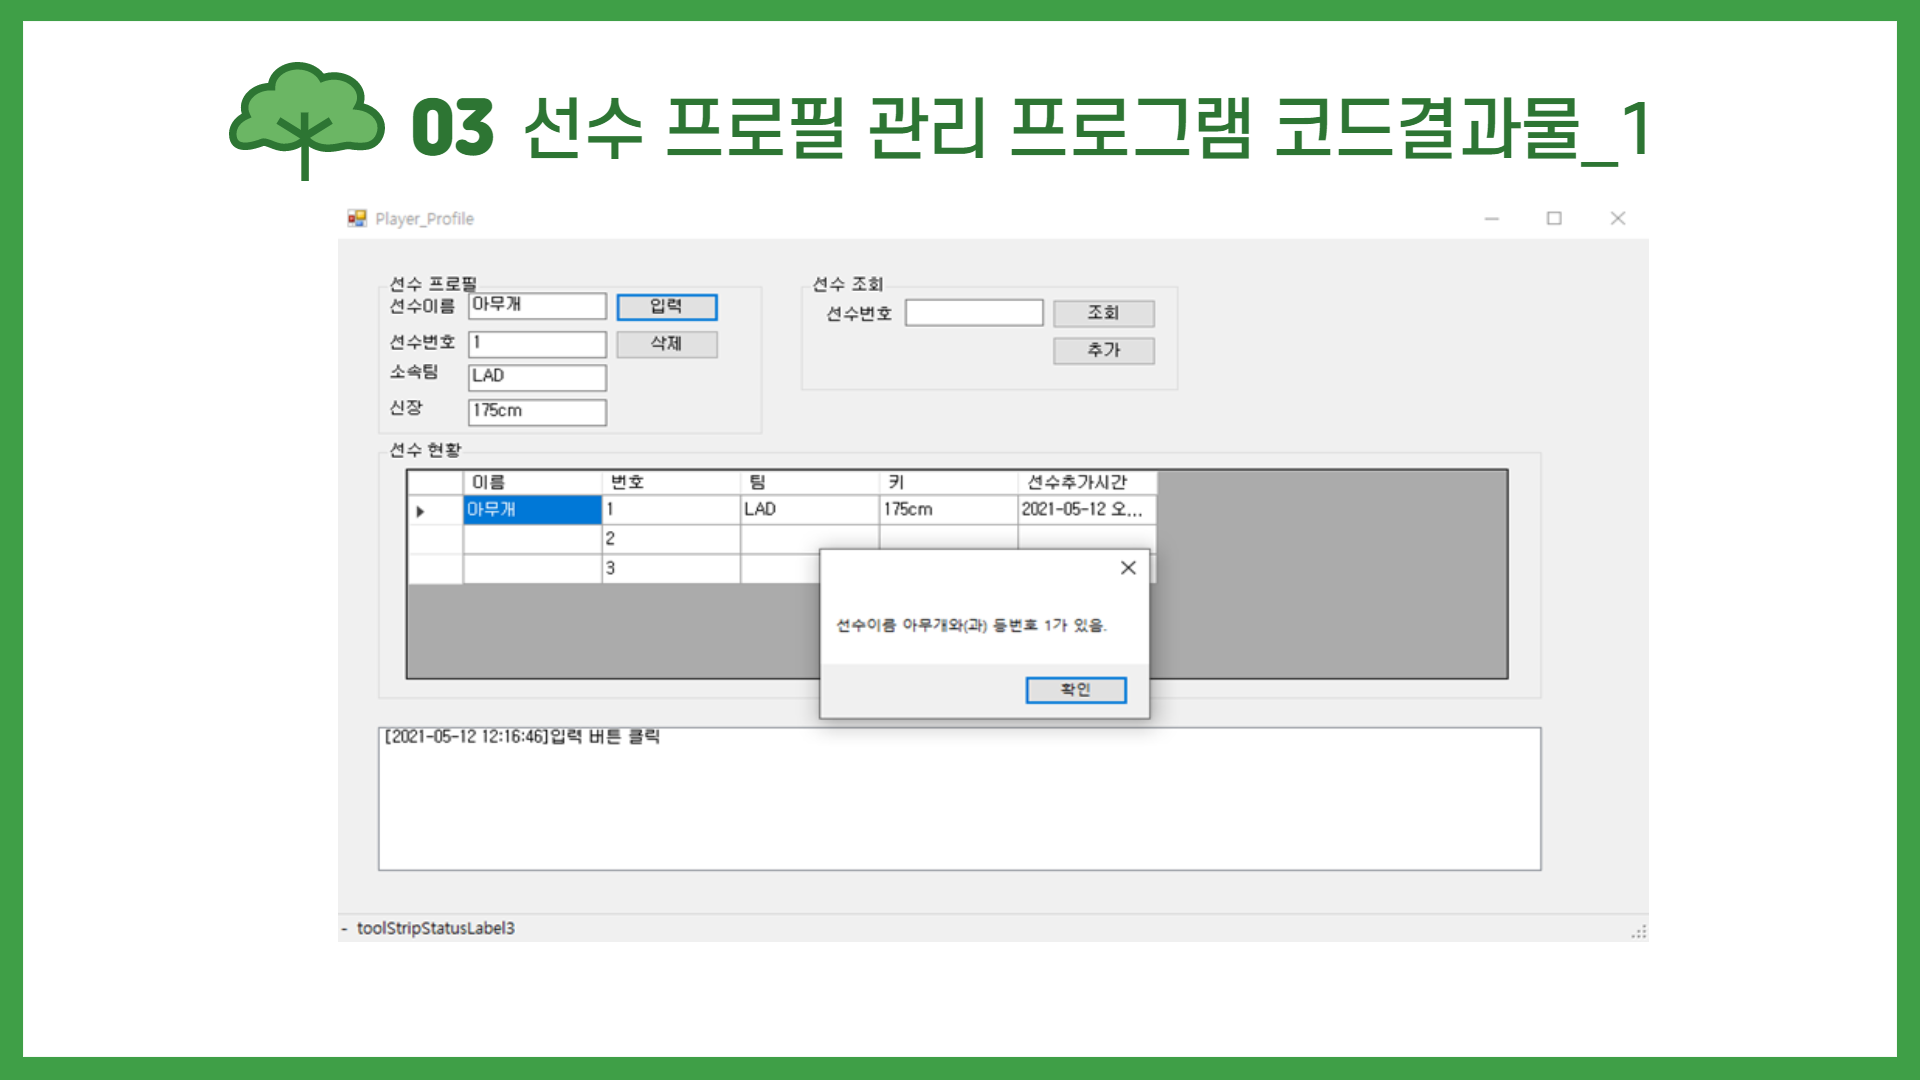 03 선수 프로필 관리 프로그램 코드결과물_1
Player_Profile
선수 프로필
선수이름 아무개 입력
선수번호 1 삭제
소속팀 LAD
신장 175cm
선수 조회
선수번호 조회
추가
선수 현황
이름 번호 팀 키 선수추가시간
아무개 1 LAD 175cm 2021-05-12 오...
2
3
선수이름 아무개와(과) 등번호 1가 있음.
확인
[2021-05-12 12:16:46]입력 버튼 클릭
- toolStripStatusLabel3